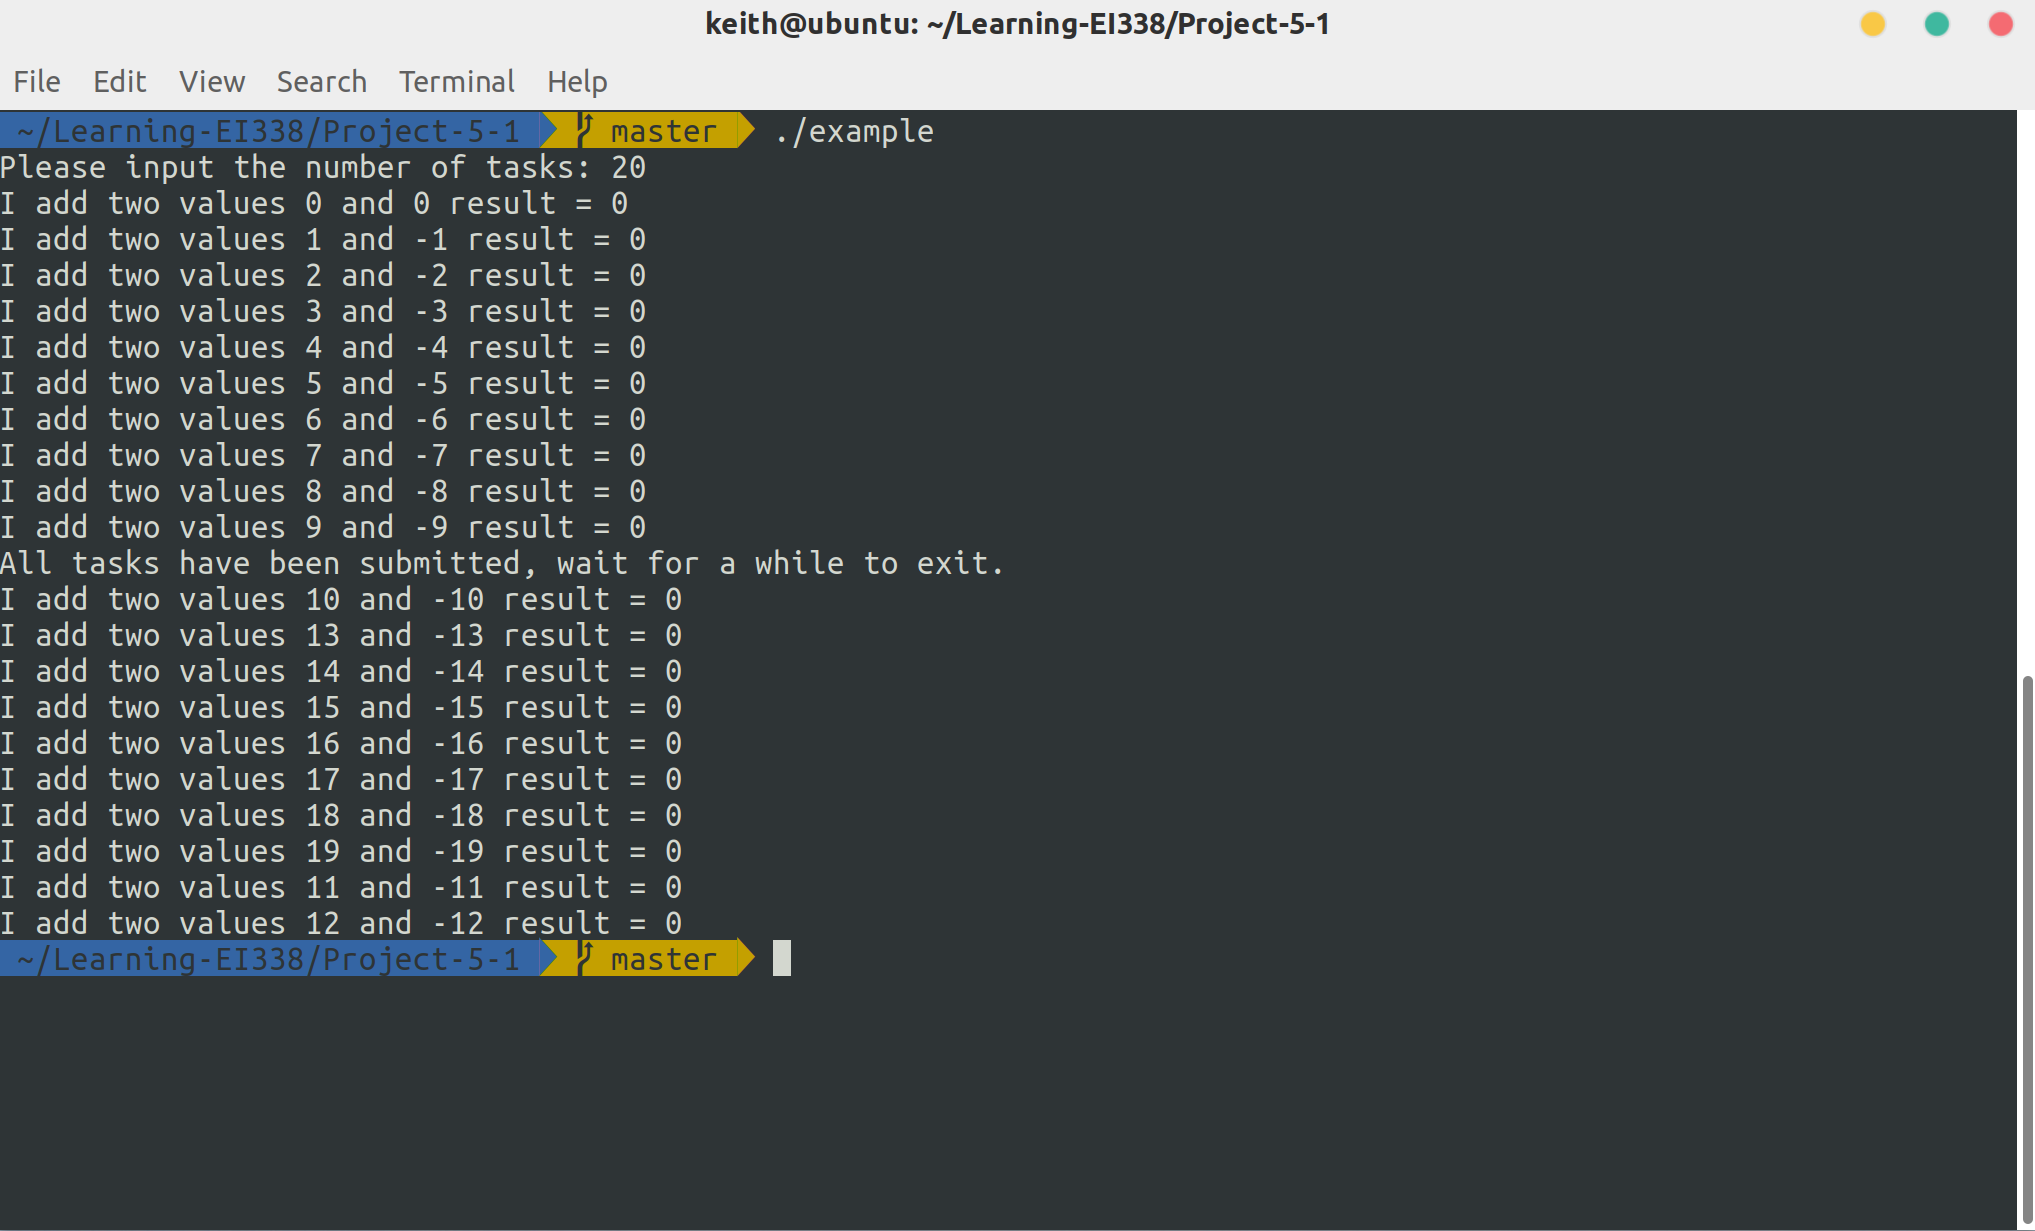 keith@ubuntu: ~/Learning-EI338/Project-5-1
File Edit View Search Terminal Help
~/Learning-EI338/Project-5-1 master ./example
Please input the number of tasks: 20
I add two values 0 and 0 result = 0
I add two values 1 and -1 result = 0
I add two values 2 and -2 result = 0
I add two values 3 and -3 result = 0
I add two values 4 and -4 result = 0
I add two values 5 and -5 result = 0
I add two values 6 and -6 result = 0
I add two values 7 and -7 result = 0
I add two values 8 and -8 result = 0
I add two values 9 and -9 result = 0
All tasks have been submitted, wait for a while to exit.
I add two values 10 and -10 result = 0
I add two values 13 and -13 result = 0
I add two values 14 and -14 result = 0
I add two values 15 and -15 result = 0
I add two values 16 and -16 result = 0
I add two values 17 and -17 result = 0
I add two values 18 and -18 result = 0
I add two values 19 and -19 result = 0
I add two values 11 and -11 result = 0
I add two values 12 and -12 result = 0
~/Learning-EI338/Project-5-1 master